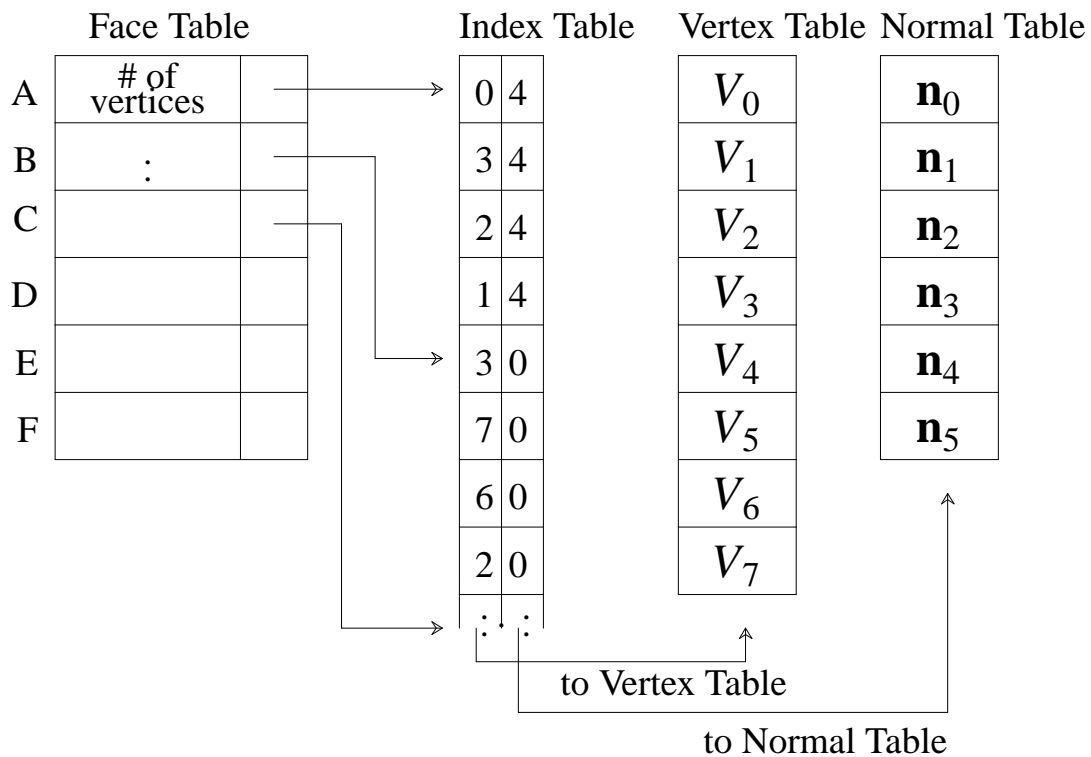 Face Table Index Table Vertex Table Normal Table
A # of vertices 0 4 V0 n0
B : 3 4 V1 n1
C 2 4 V2 n2
D 1 4 V3 n3
E 3 0 V4 n4
F 7 0 V5 n5
6 0 V6
2 0 V7
: . :
to Vertex Table
to Normal Table